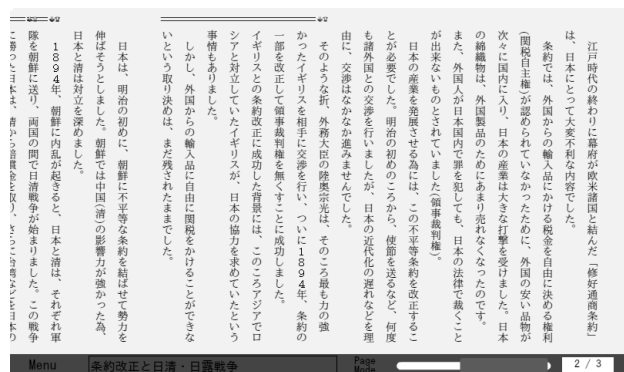 江戸時代の終わりに幕府が欧米諸国と結んだ「修好通商条約」
は、日本にとって大変不利な内容でした。
条約では、外国からの輸入品にかける税金を自由に決める権利
(関税自主権)が認められていなかったために、外国の安い品物が
次々に国内に入り、日本の産業は大きな打撃を受けました。日本
の綿織物は、外国製品のためにあまり売れなくなったのです。
また、外国人が日本国内で罪を犯しても、日本の法律で裁くこと
が出来ないものとされていました(領事裁判権)。
日本の産業を発展させる為には、この不平等条約を改正するこ
とが必要でした。明治の初めのころから、使節を送るなど、何度
も諸外国との交渉を行いましたが、日本の近代化の遅れなどを理
由に、交渉はなかなか進みませんでした。
そのような折、外務大臣の陸奥宗光は、そのころ最も力の強
かったイギリスを相手に交渉を行い、ついに1894年、条約の
一部を改正して領事裁判権を無くすことに成功しました。
イギリスとの条約改正に成功した背景には、このころアジアでロ
シアと対立していたイギリスが、日本の協力を求めていたという
事情もありました。
しかし、外国からの輸入品に自由に関税をかけることができな
いという取り決めは、まだ残されたままでした。
日本は、明治の初めに、朝鮮に不平等な条約を結ばせて勢力を
伸ばそうとしました。朝鮮では中国(清)の影響力が強かった為、
日本と清は対立を深めました。
1894年、朝鮮に内乱が起きると、日本と清は、それぞれ軍
隊を朝鮮に送り、両国の間で日清戦争が始まりました。この戦争
に勝った日本は、清から賠償金を取り、さらに台湾などを日本の
Menu
条約改正と日清・日露戦争
Page
Mode
2 / 3